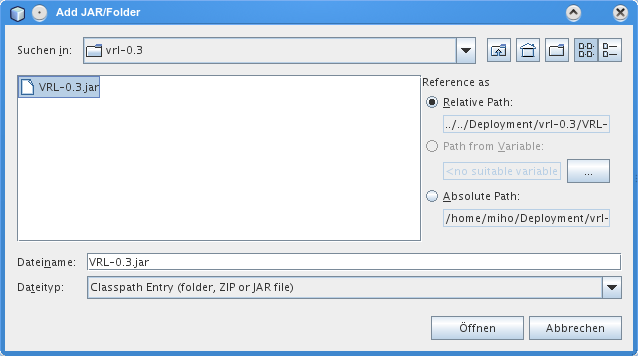 Add JAR/Folder
Suchen in: vrl-0.3
VRL-0.3.jar
Reference as
Relative Path:
../../Deployment/vrl-0.3/VRL-
Path from Variable:
<no suitable variable ...
Absolute Path:
/home/miho/Deployment/vrl-
Dateiname: VRL-0.3.jar
Dateityp: Classpath Entry (folder, ZIP or JAR file)
Öffnen Abbrechen